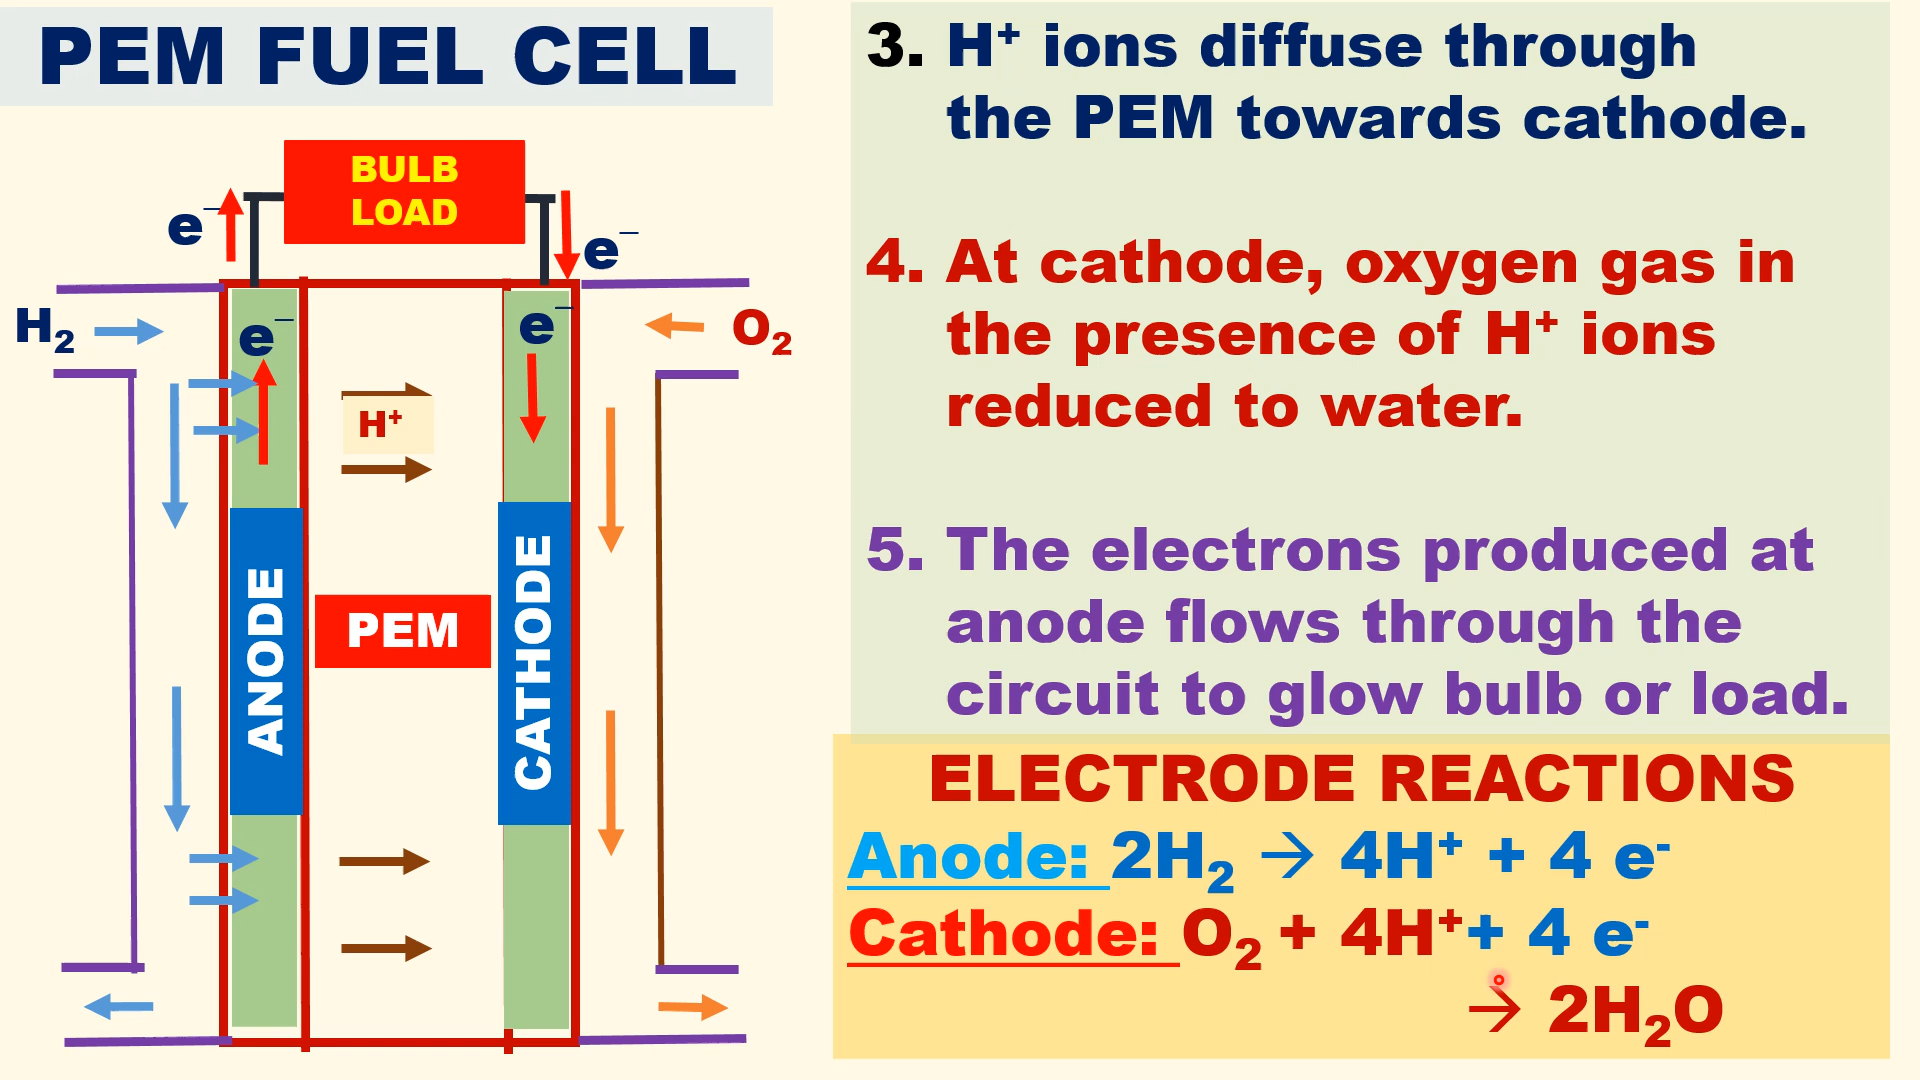 PEM FUEL CELL
BULB
LOAD
e⁻
e⁻
H₂
e⁻
e⁻
O₂
H⁺
ANODE
PEM
CATHODE
3. H⁺ ions diffuse through
the PEM towards cathode.
4. At cathode, oxygen gas in
the presence of H⁺ ions
reduced to water.
5. The electrons produced at
anode flows through the
circuit to glow bulb or load.
ELECTRODE REACTIONS
Anode: 2H₂ → 4H⁺ + 4 e⁻
Cathode: O₂ + 4H⁺+ 4 e⁻
→ 2H₂O